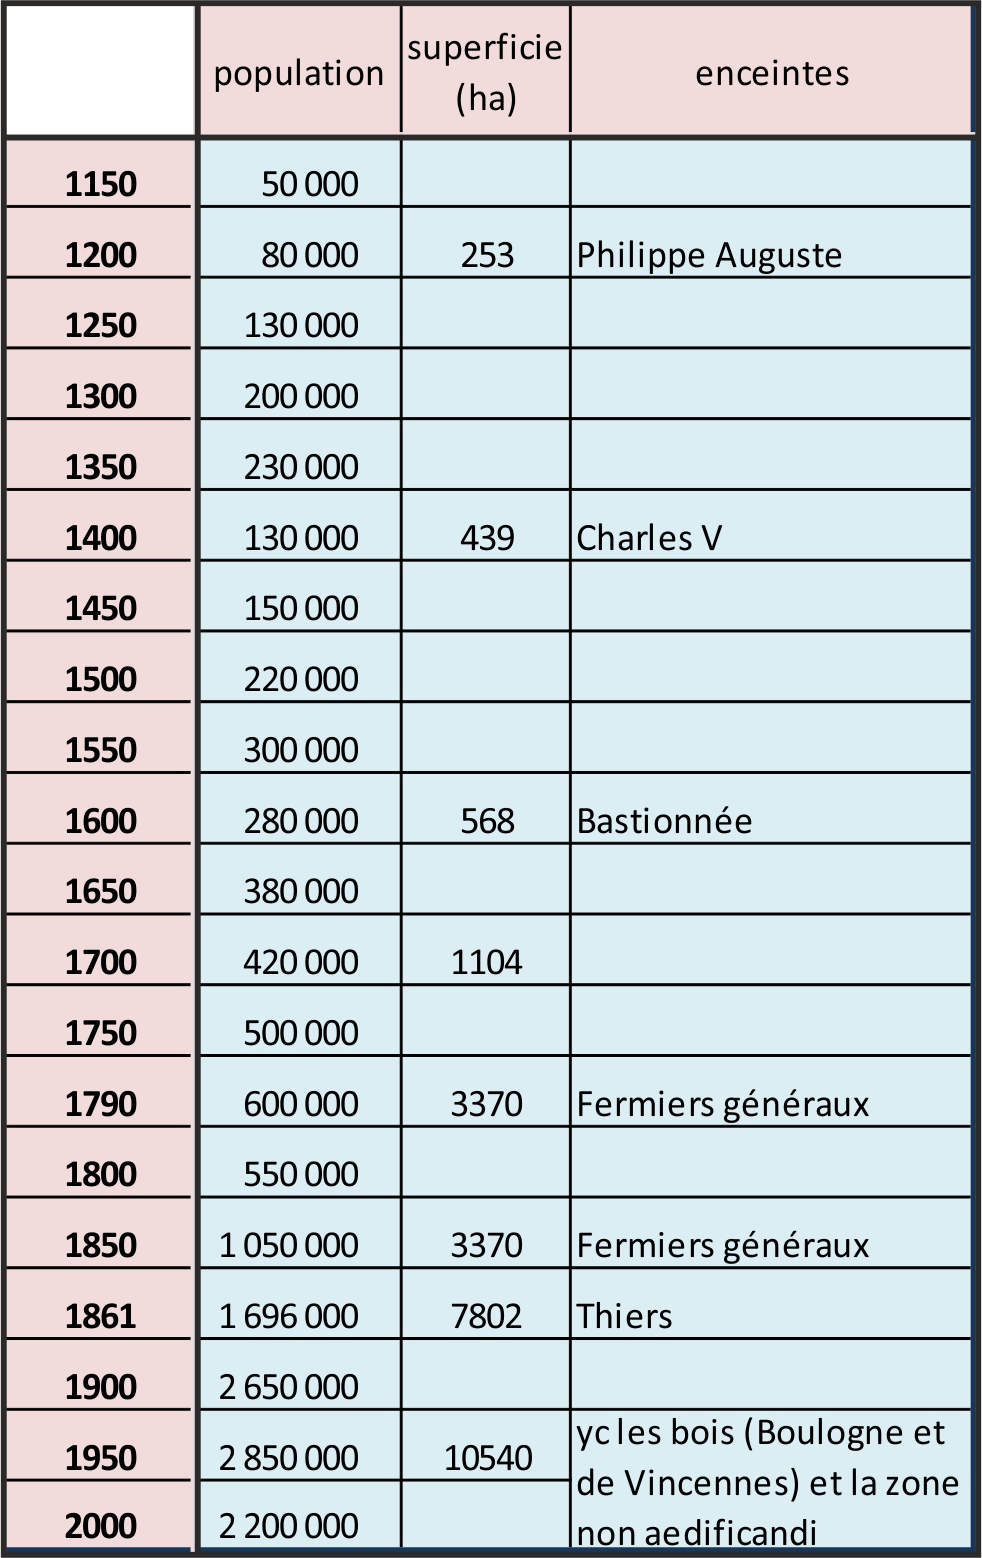 population superficie (ha) enceintes
1150 50 000
1200 80 000 253 Philippe Auguste
1250 130 000
1300 200 000
1350 230 000
1400 130 000 439 Charles V
1450 150 000
1500 220 000
1550 300 000
1600 280 000 568 Bastionnée
1650 380 000
1700 420 000 1104
1750 500 000
1790 600 000 3370 Fermiers généraux
1800 550 000
1850 1 050 000 3370 Fermiers généraux
1861 1 696 000 7802 Thiers
1900 2 650 000
1950 2 850 000 10540
2000 2 200 000
yc les bois (Boulogne et
de Vincennes) et la zone
non aedificandi